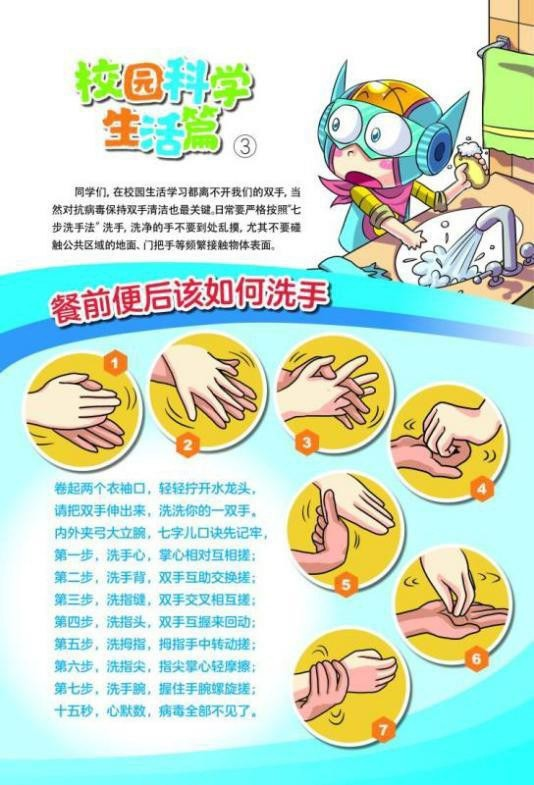 校园科学
生活篇 ③
同学们，在校园生活学习都离不开我们的双手，当
然对抗病毒保持双手清洁也最关键。日常要严格按照“七
步洗手法”洗手，洗净的手不要到处乱摸，尤其不要碰
触公共区域的地面、门把手等频繁接触物体表面。
餐前便后该如何洗手
1
2
3
4
5
6
7
卷起两个衣袖口，轻轻拧开水龙头，
请把双手伸出来，洗洗你的一双手。
内外夹弓大立腕，七字儿口诀先记牢，
第一步，洗手心，掌心相对互相搓；
第二步，洗手背，双手互助交换搓；
第三步，洗指缝，双手交叉相互搓；
第四步，洗指头，双手互握来回动；
第五步，洗拇指，拇指手中转动搓；
第六步，洗指尖，指尖掌心轻摩擦；
第七步，洗手腕，握住手腕螺旋搓；
十五秒，心默数，病毒全部不见了。